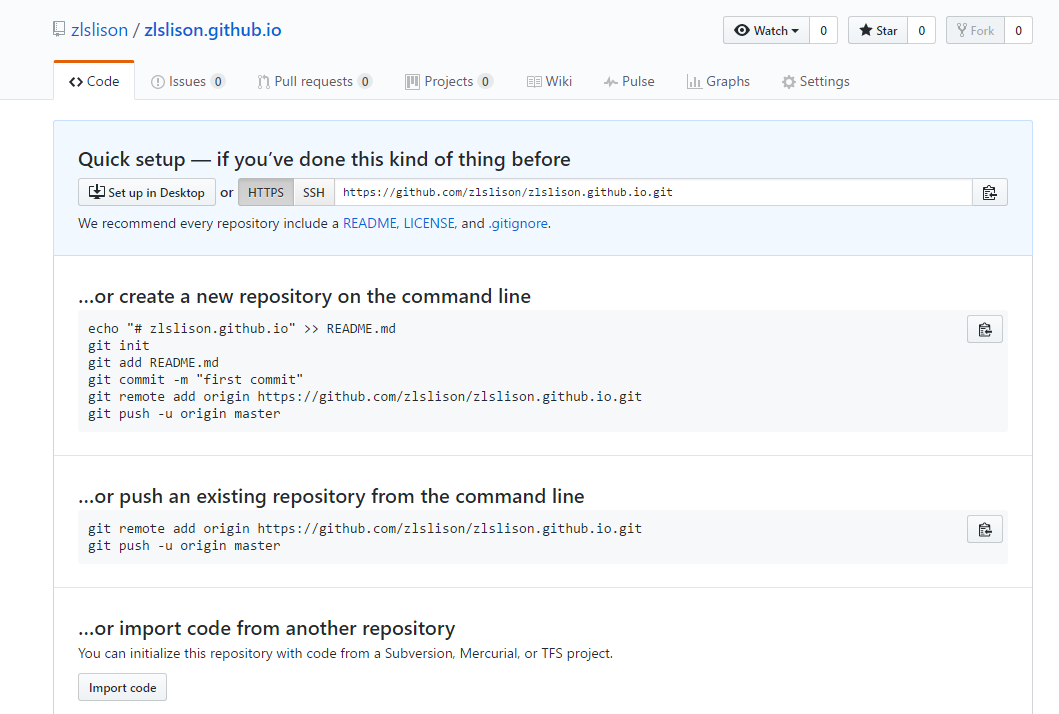 zlslison / zlslison.github.io
Watch 0 Star 0 Fork 0
Code Issues 0 Pull requests 0 Projects 0 Wiki Pulse Graphs Settings
Quick setup — if you’ve done this kind of thing before
Set up in Desktop or HTTPS SSH https://github.com/zlslison/zlslison.github.io.git
We recommend every repository include a README, LICENSE, and .gitignore.
…or create a new repository on the command line
echo "# zlslison.github.io" >> README.md
git init
git add README.md
git commit -m "first commit"
git remote add origin https://github.com/zlslison/zlslison.github.io.git
git push -u origin master
…or push an existing repository from the command line
git remote add origin https://github.com/zlslison/zlslison.github.io.git
git push -u origin master
…or import code from another repository
You can initialize this repository with code from a Subversion, Mercurial, or TFS project.
Import code